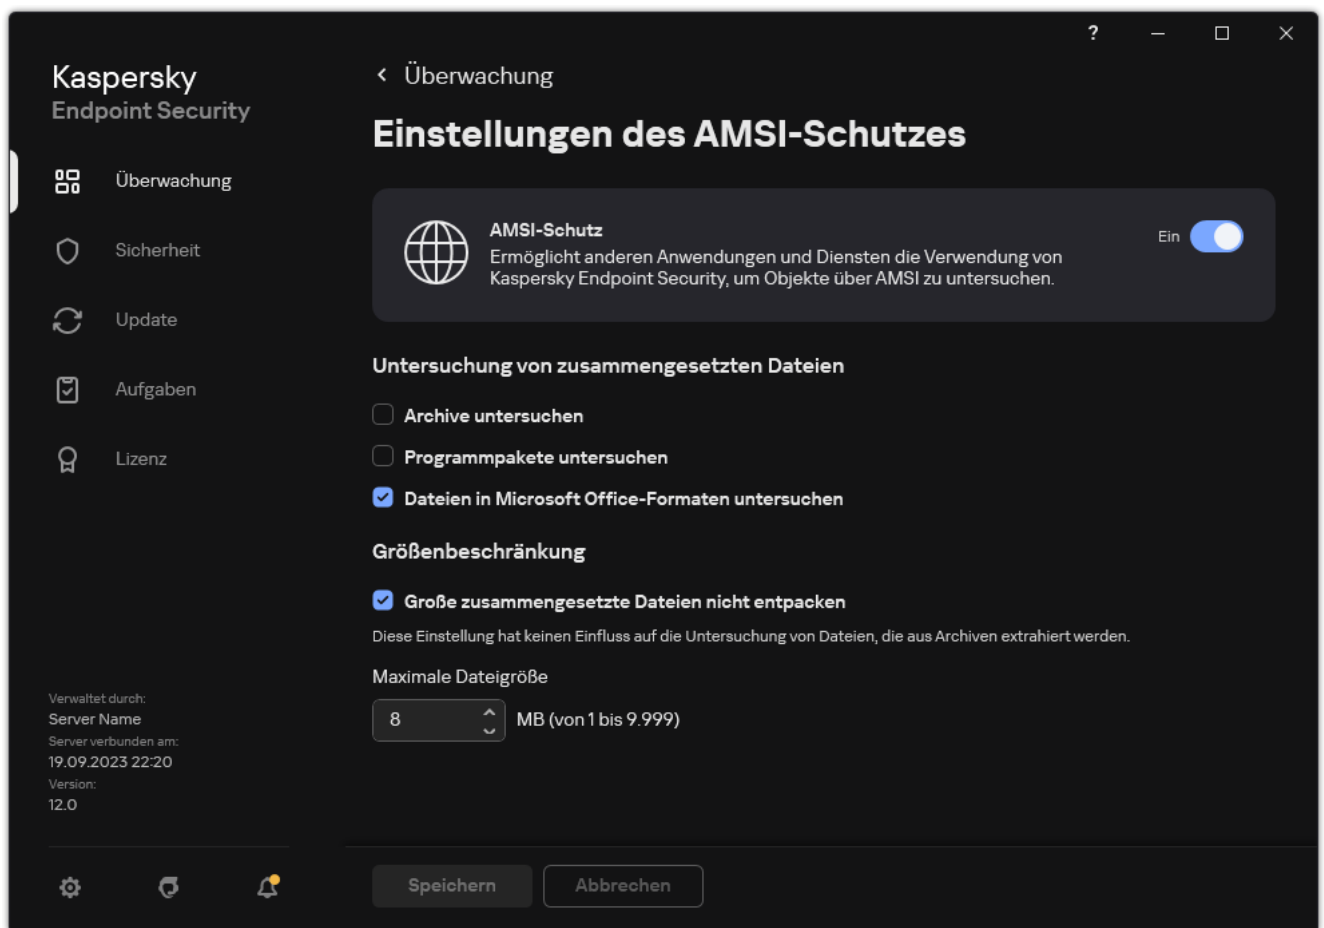 ?
Kaspersky
Endpoint Security
Überwachung
Sicherheit
Update
Aufgaben
Lizenz
Verwaltet durch:
Server Name
Server verbunden am:
19.09.2023 22:20
Version:
12.0
Überwachung
Einstellungen des AMSI-Schutzes
AMSI-Schutz
Ermöglicht anderen Anwendungen und Diensten die Verwendung von
Kaspersky Endpoint Security, um Objekte über AMSI zu untersuchen.
Ein
Untersuchung von zusammengesetzten Dateien
Archive untersuchen
Programmpakete untersuchen
Dateien in Microsoft Office-Formaten untersuchen
Größenbeschränkung
Große zusammengesetzte Dateien nicht entpacken
Diese Einstellung hat keinen Einfluss auf die Untersuchung von Dateien, die aus Archiven extrahiert werden.
Maximale Dateigröße
8 MB (von 1 bis 9.999)
Speichern Abbrechen